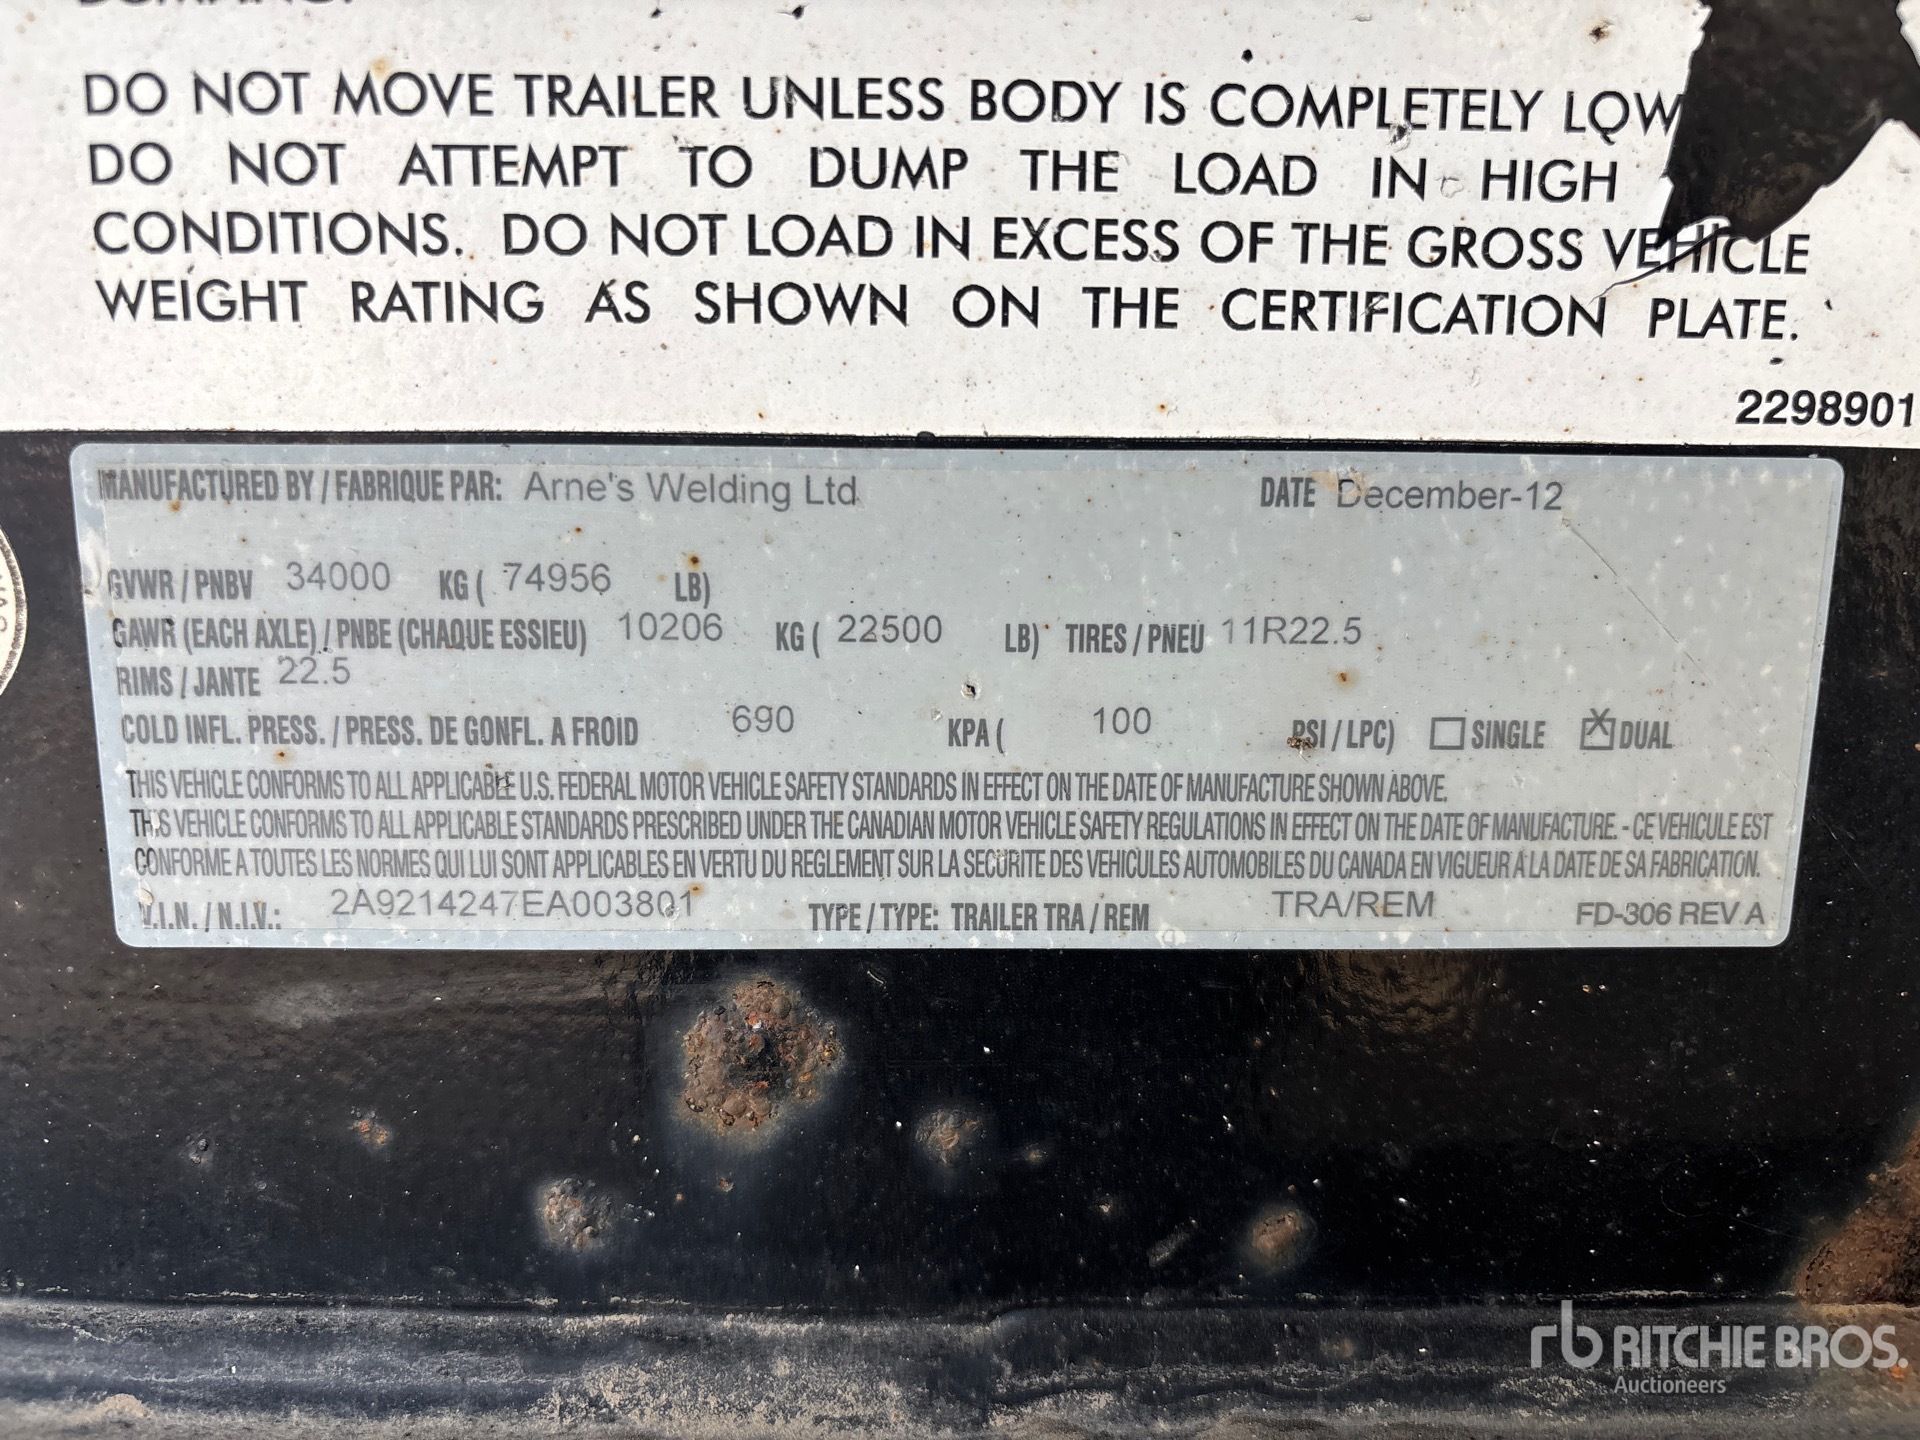 DO NOT MOVE TRAILER UNLESS BODY IS COMPLETELY
DO NOT ATTEMPT TO DUMP THE LOAD IN HIGH
CONDITIONS. DO NOT LOAD IN EXCESS OF THE GROSS VEHICLE
WEIGHT RATING AS SHOWN ON THE CERTIFICATION PLATE.
2298901
MANUFACTURED BY / FABRIQUE PAR: Arne's Welding Ltd DATE December-12
GVWR / PNBV 34000 KG ( 74956 LB)
GAWR (EACH AXLE) / PNBE (CHAQUE ESSIEU) 10206 KG ( 22500 LB) TIRES / PNEU 11R22.5
RIMS / JANTE 22.5
COLD INFL. PRESS. / PRESS. DE GONFL. A FROID 690 KPA ( 100 PSI / LPC) ☐ SINGLE ☒ DUAL
THIS VEHICLE CONFORMS TO ALL APPLICABLE U.S. FEDERAL MOTOR VEHICLE SAFETY STANDARDS IN EFFECT ON THE DATE OF MANUFACTURE SHOWN ABOVE.
THIS VEHICLE CONFORMS TO ALL APPLICABLE STANDARDS PRESCRIBED UNDER THE CANADIAN MOTOR VEHICLE SAFETY REGULATIONS IN EFFECT ON THE DATE OF MANUFACTURE. - CE VEHICULE EST
CONFORME A TOUTES LES NORMES QUI LUI SONT APPLICABLES EN VERTU DU REGLEMENT SUR LA SECURITE DES VEHICULES AUTOMOBILES DU CANADA EN VIGUEUR A LA DATE DE SA FABRICATION.
V.I.N. / N.I.V.: 2A9214247EA003801 TYPE / TYPE: TRAILER TRA / REM TRA/REM FD-306 REV A
rb RITCHIE BROS.
Auctioneers